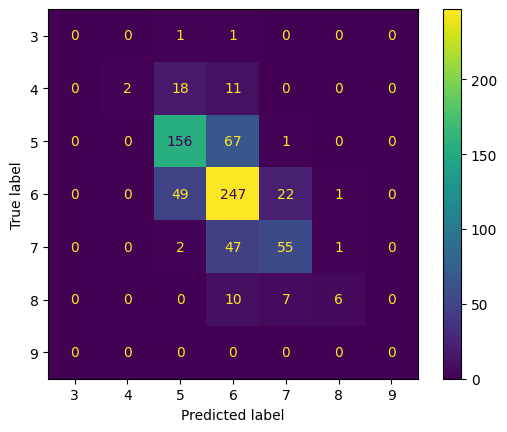 3 0 0 1 1 0 0 0
4 0 2 18 11 0 0 0
5 0 0 156 67 1 0 0
6 0 0 49 247 22 1 0
7 0 0 2 47 55 1 0
8 0 0 0 10 7 6 0
9 0 0 0 0 0 0 0
3 4 5 6 7 8 9
Predicted label
True label
200
150
100
50
0